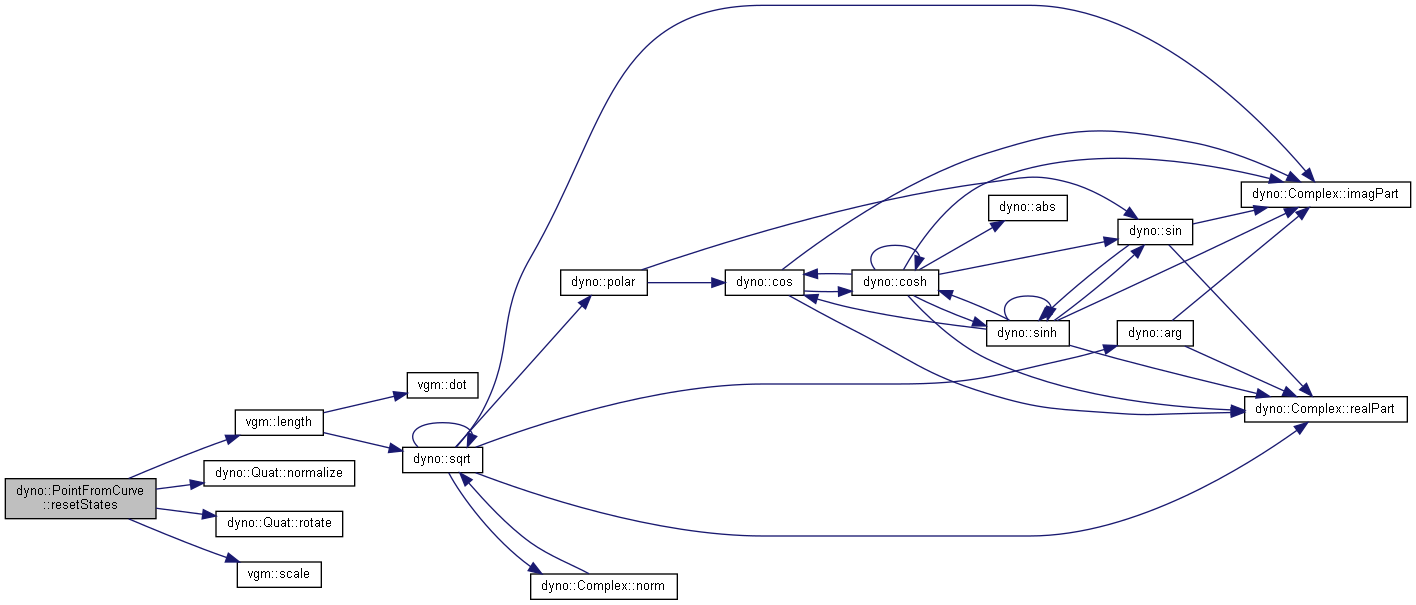 dyno::PointFromCurve
::resetStates
vgm::length
dyno::Quat::normalize
dyno::Quat::rotate
vgm::scale
vgm::dot
dyno::sqrt
dyno::polar
dyno::Complex::norm
dyno::cos
dyno::cosh
dyno::abs
dyno::sinh
dyno::sin
dyno::arg
dyno::Complex::imagPart
dyno::Complex::realPart